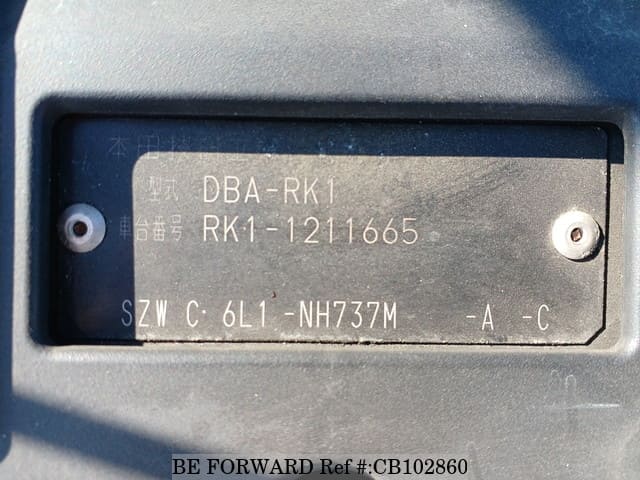 型式 DBA-RK1
車台番号 RK1-1211665
SZW C 6L1 -NH737M -A -C
BE FORWARD Ref #:CB102860